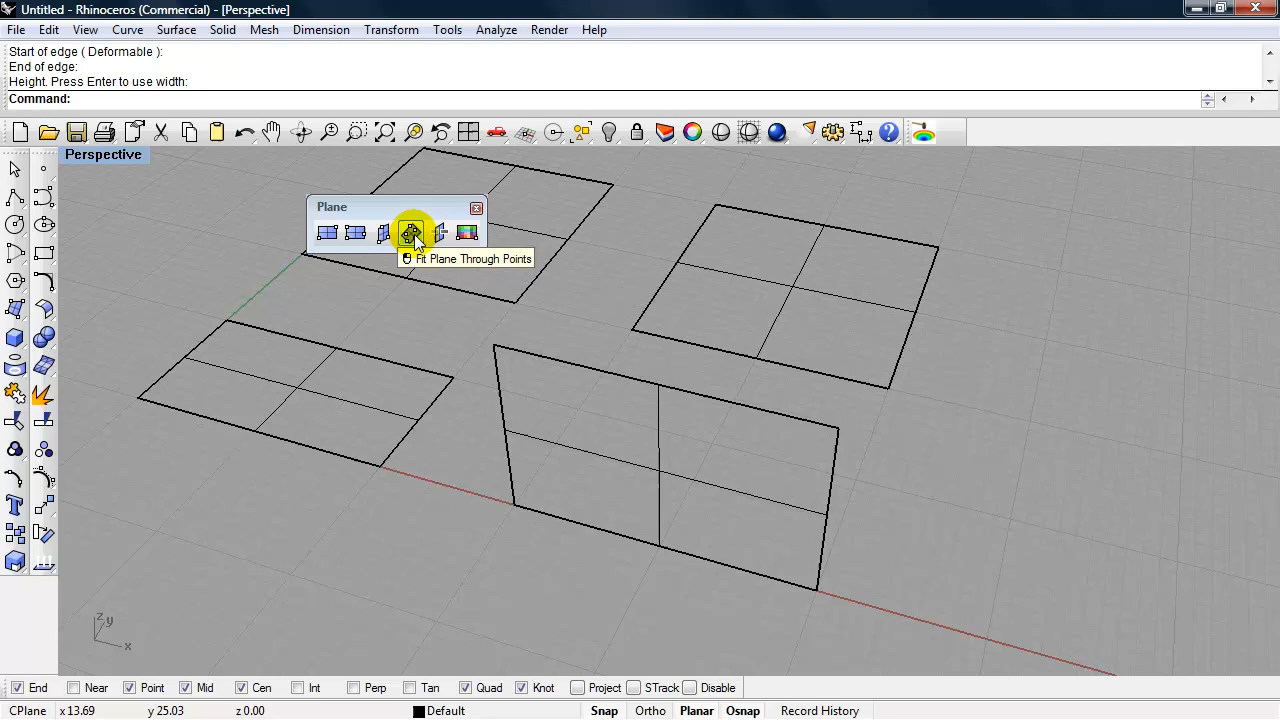 Untitled - Rhinoceros (Commercial) - [Perspective]
File Edit View Curve Surface Solid Mesh Dimension Transform Tools Analyze Render Help
Start of edge ( Deformable ):
End of edge:
Height. Press Enter to use width:
Command:
Perspective
Plane
Fit Plane Through Points
z y
x
End Near Point Mid Cen Int Perp Tan Quad Knot Project STrack Disable
CPlane x 13.69 y 25.03 z 0.00 Default Snap Ortho Planar Osnap Record History